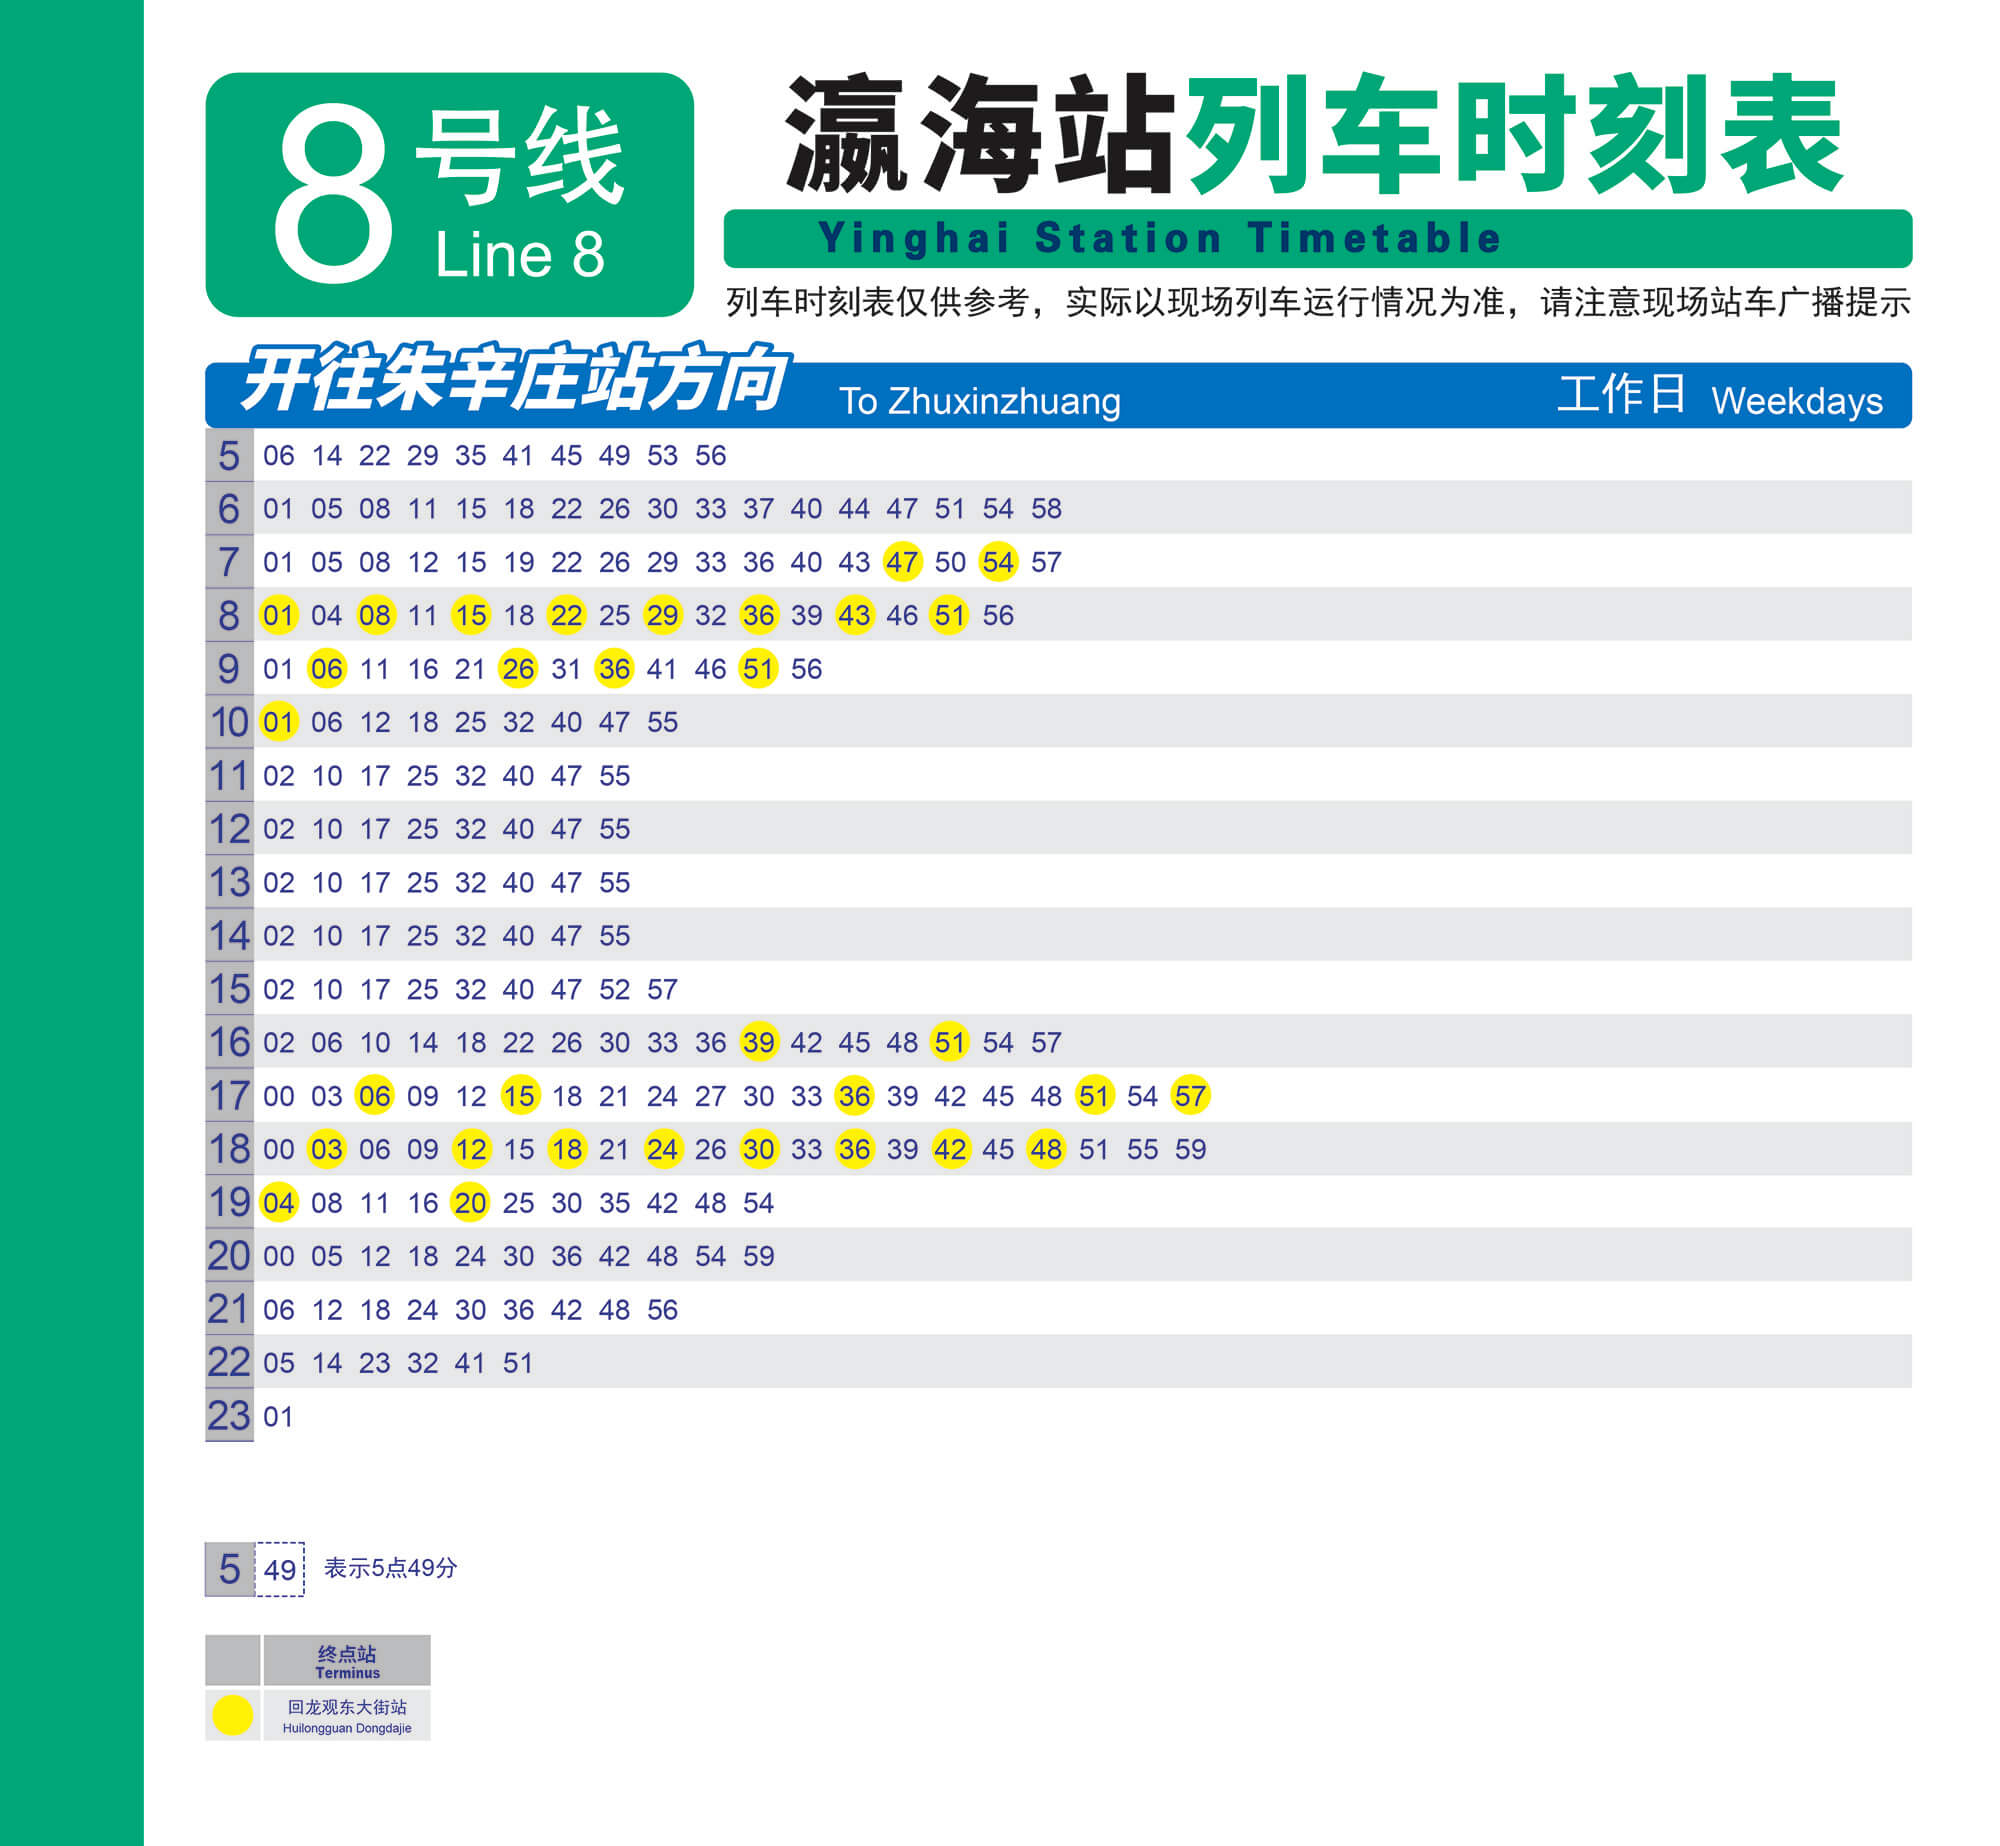 8号线
Line 8
瀛海站列车时刻表
Yinghai Station Timetable
列车时刻表仅供参考，实际以现场列车运行情况为准，请注意现场站车广播提示
开往朱辛庄站方向 To Zhuxinzhuang 工作日 Weekdays
5 06 14 22 29 35 41 45 49 53 56
6 01 05 08 11 15 18 22 26 30 33 37 40 44 47 51 54 58
7 01 05 08 12 15 19 22 26 29 33 36 40 43 47 50 54 57
8 01 04 08 11 15 18 22 25 29 32 36 39 43 46 51 56
9 01 06 11 16 21 26 31 36 41 46 51 56
10 01 06 12 18 25 32 40 47 55
11 02 10 17 25 32 40 47 55
12 02 10 17 25 32 40 47 55
13 02 10 17 25 32 40 47 55
14 02 10 17 25 32 40 47 55
15 02 10 17 25 32 40 47 52 57
16 02 06 10 14 18 22 26 30 33 36 39 42 45 48 51 54 57
17 00 03 06 09 12 15 18 21 24 27 30 33 36 39 42 45 48 51 54 57
18 00 03 06 09 12 15 18 21 24 26 30 33 36 39 42 45 48 51 55 59
19 04 08 11 16 20 25 30 35 42 48 54
20 00 05 12 18 24 30 36 42 48 54 59
21 06 12 18 24 30 36 42 48 56
22 05 14 23 32 41 51
23 01
5 49 表示5点49分
终点站
Terminus
回龙观东大街站
Huilongguan Dongdajie